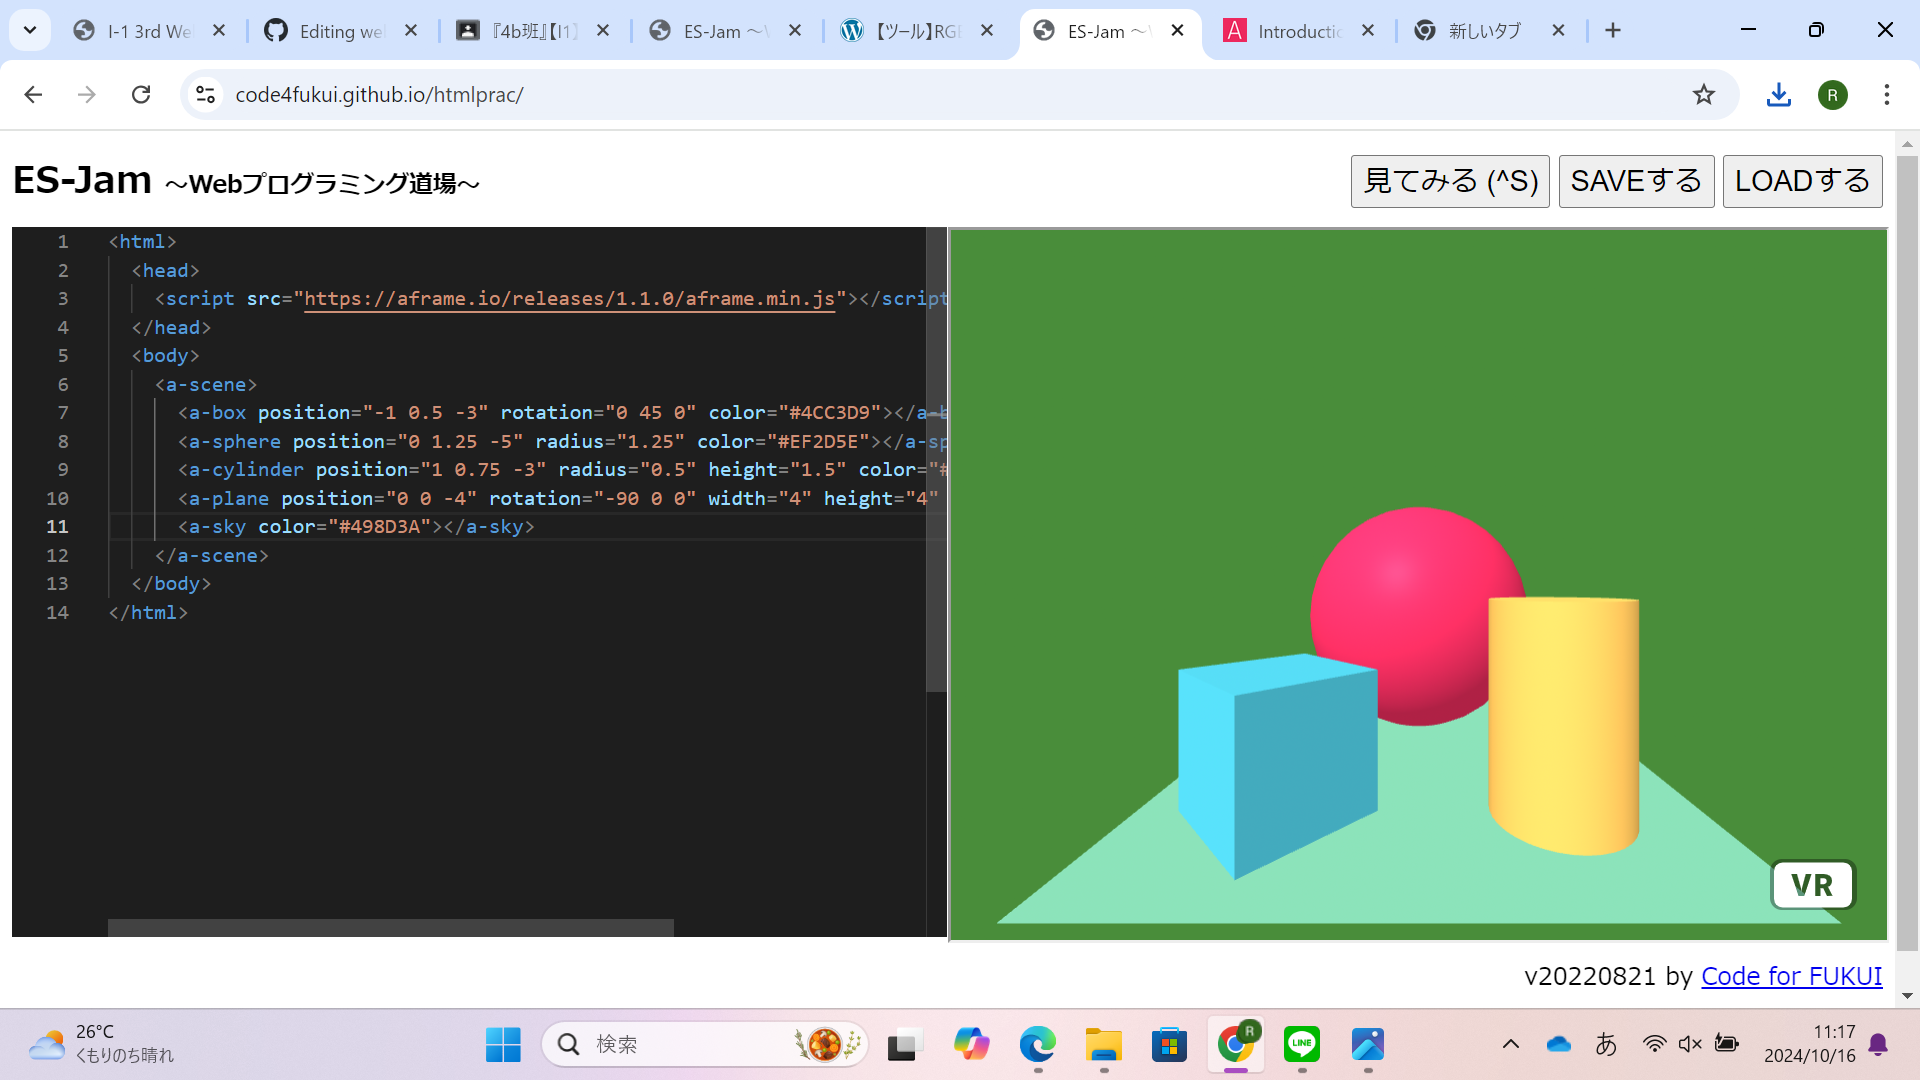 I-1 3rd We
Editing we
『4b班』【I1】
ES-Jam ～
【ツール】RG
ES-Jam ～
Introducti
新しいタブ
code4fukui.github.io/htmlprac/
R
ES-Jam ～Webプログラミング道場～
見てみる (^S)
SAVEする
LOADする
1 <html>
2 <head>
3 <script src="https://aframe.io/releases/1.1.0/aframe.min.js"></script
4 </head>
5 <body>
6 <a-scene>
7 <a-box position="-1 0.5 -3" rotation="0 45 0" color="#4CC3D9"></a-b
8 <a-sphere position="0 1.25 -5" radius="1.25" color="#EF2D5E"></a-sp
9 <a-cylinder position="1 0.75 -3" radius="0.5" height="1.5" color="#
10 <a-plane position="0 0 -4" rotation="-90 0 0" width="4" height="4"
11 <a-sky color="#498D3A"></a-sky>
12 </a-scene>
13 </body>
14 </html>
VR
v20220821 by Code for FUKUI
26°C
くもりのち晴れ
検索
R
LINE
あ
11:17
2024/10/16